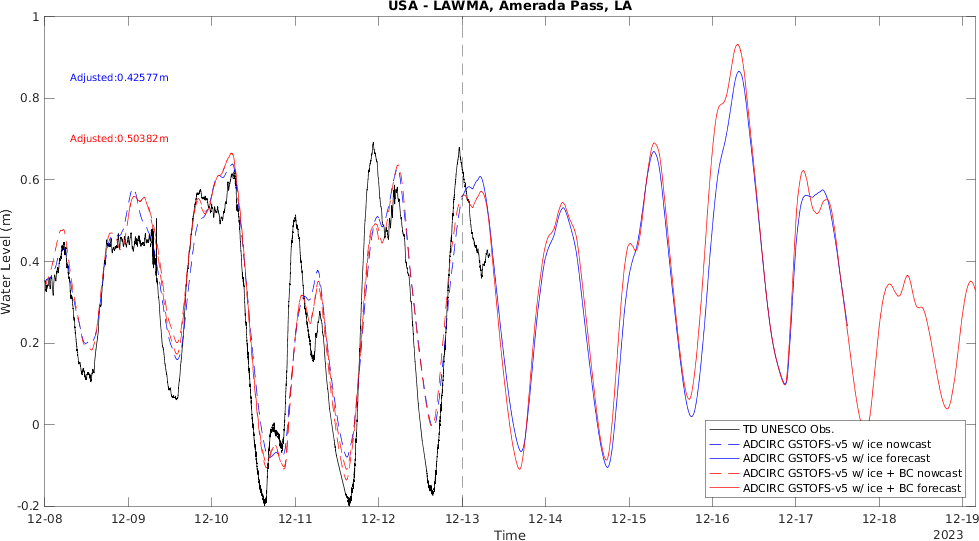 USA - LAWMA, Amerada Pass, LA
1
0.8
0.6
0.4
0.2
0
-0.2
Water Level (m)
Adjusted:0.42577m
Adjusted:0.50382m
TD UNESCO Obs.
ADCIRC GSTOFS-v5 w/ ice nowcast
ADCIRC GSTOFS-v5 w/ ice forecast
ADCIRC GSTOFS-v5 w/ ice + BC nowcast
ADCIRC GSTOFS-v5 w/ ice + BC forecast
12-08 12-09 12-10 12-11 12-12 12-13 12-14 12-15 12-16 12-17 12-18 12-19
Time
2023